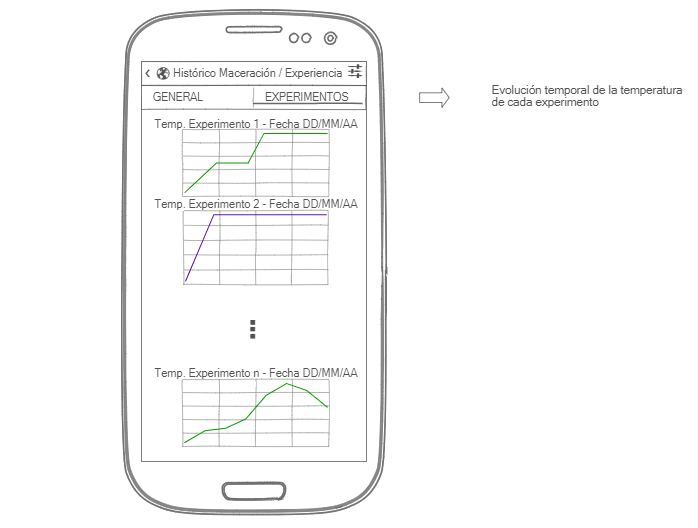 Histórico Maceración / Experiencia
GENERAL
EXPERIMENTOS
Temp. Experimento 1 - Fecha DD/MM/AA
Temp. Experimento 2 - Fecha DD/MM/AA
Temp. Experimento n - Fecha DD/MM/AA
Evolución temporal de la temperatura
de cada experimento